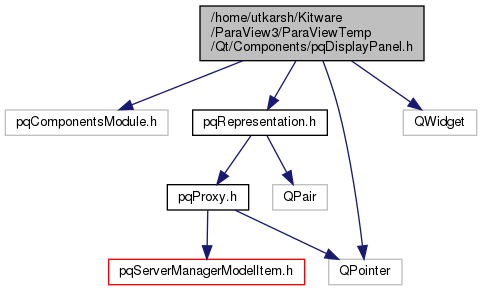 /home/utkarsh/Kitware
/ParaView3/ParaViewTemp
/Qt/Components/pqDisplayPanel.h
pqComponentsModule.h
pqRepresentation.h
QWidget
pqProxy.h
QPair
pqServerManagerModelItem.h
QPointer